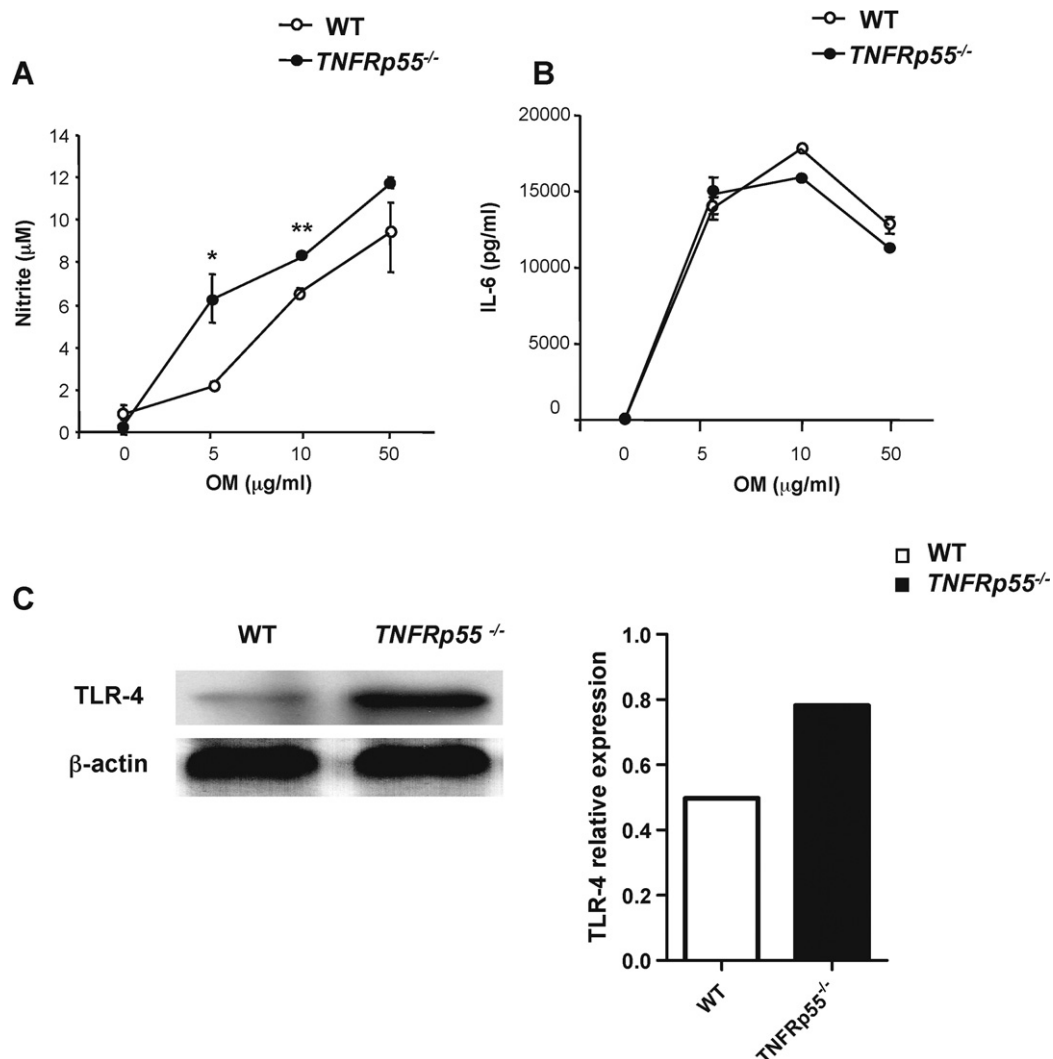 WT
TNFRp55-/-
A
Nitrite (μM)
14
12
10
8
6
4
2
0
*
**
0 5 10 50
OM (μg/ml)
WT
TNFRp55-/-
B
IL-6 (pg/ml)
20000
15000
10000
5000
0
0 5 10 50
OM (μg/ml)
C
WT TNFRp55 -/-
TLR-4
β-actin
WT
TNFRp55-/-
TLR-4 relative expression
1.0
0.8
0.6
0.4
0.2
0.0
WT
TNFRp55-/-